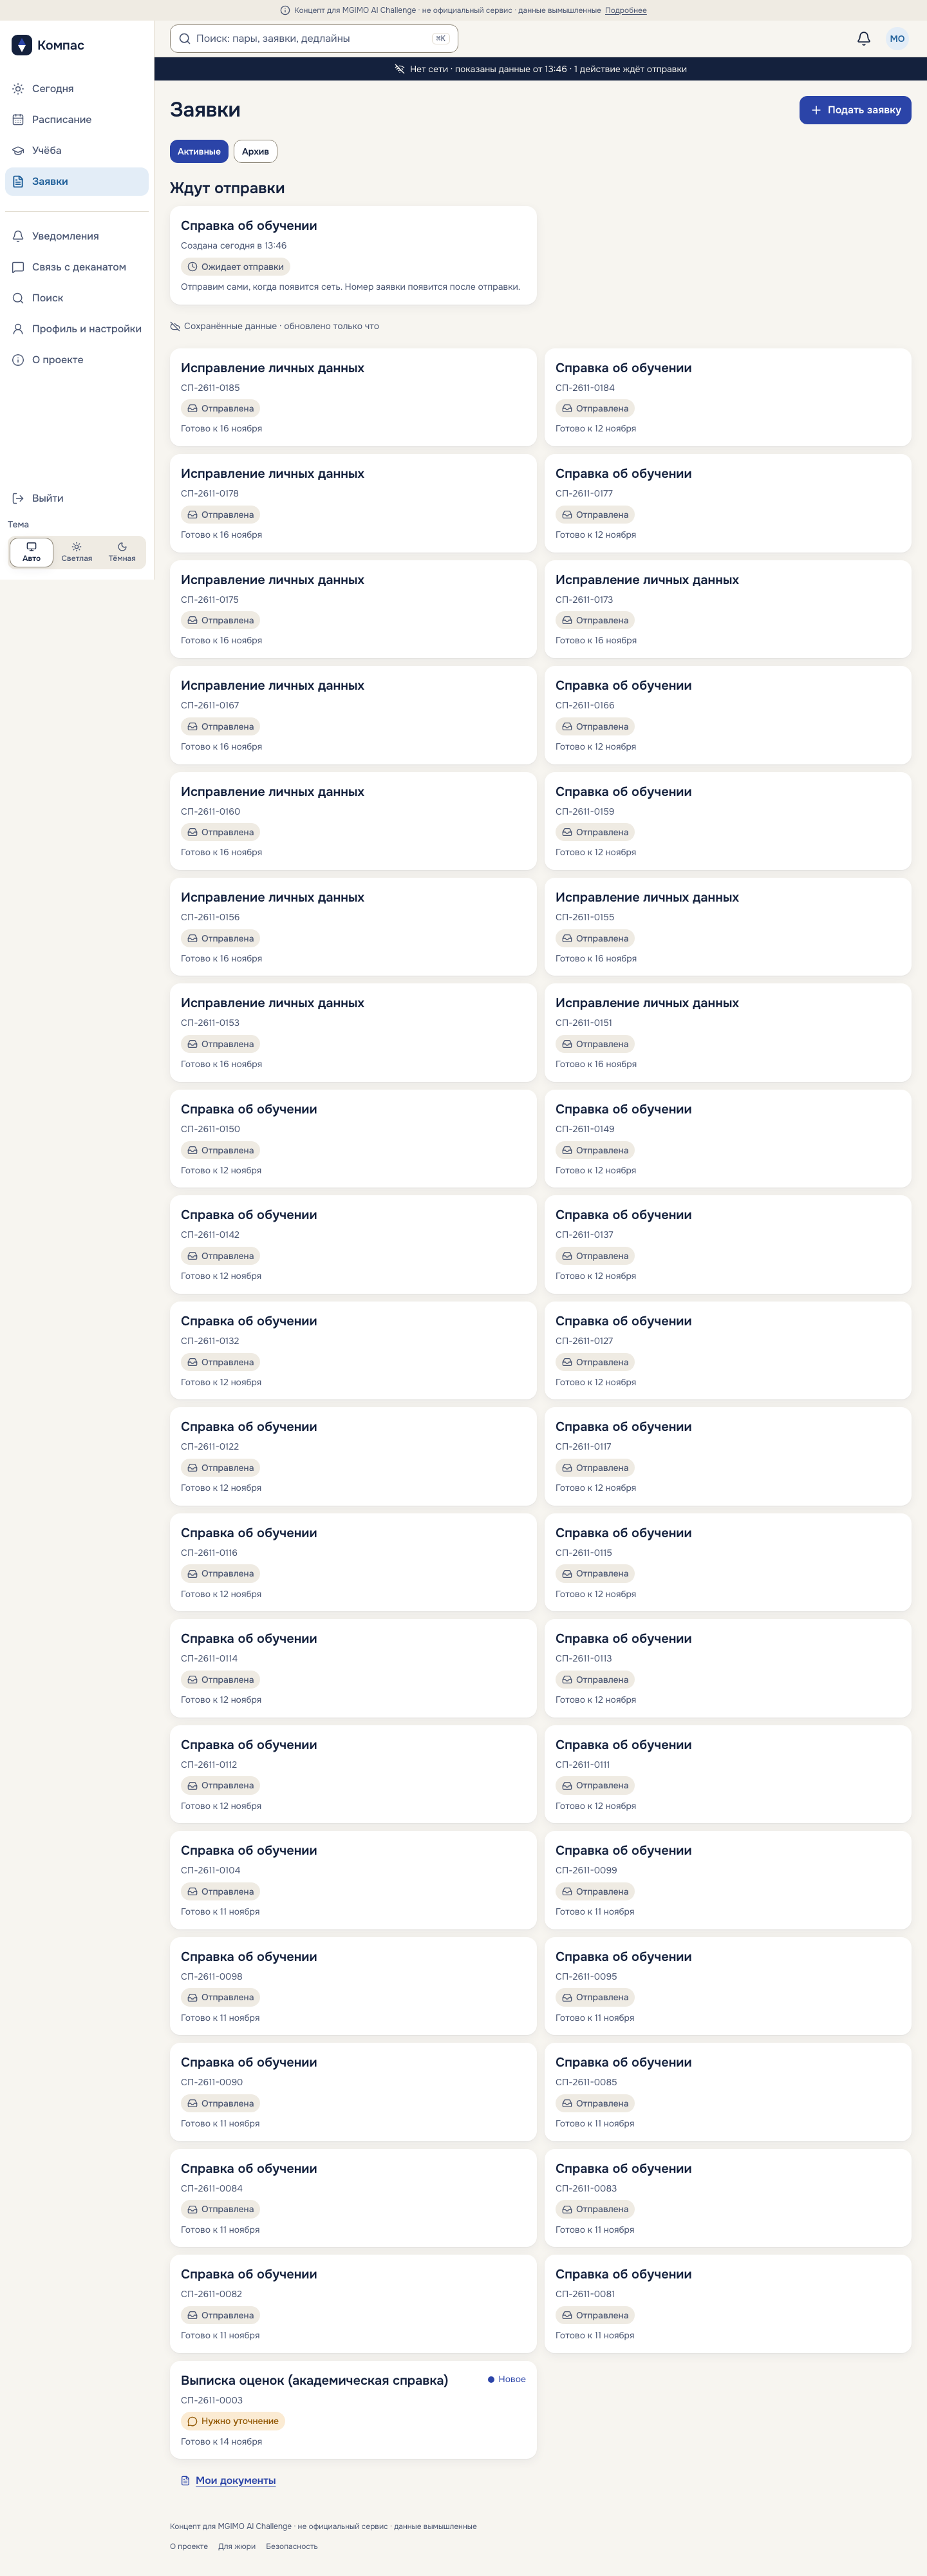 Концепт для MGIMO AI Challenge · не официальный сервис · данные вымышленные Подробнее
Компас
Поиск: пары, заявки, дедлайны
⌘K
МО
Нет сети · показаны данные от 13:46 · 1 действие ждёт отправки
Сегодня
Расписание
Учёба
Заявки
Уведомления
Связь с деканатом
Поиск
Профиль и настройки
О проекте
Выйти
Тема
Авто
Светлая
Тёмная
Заявки
Подать заявку
Активные
Архив
Ждут отправки
Справка об обучении
Создана сегодня в 13:46
Ожидает отправки
Отправим сами, когда появится сеть. Номер заявки появится после отправки.
Сохранённые данные · обновлено только что
Исправление личных данных
СП-2611-0185
Отправлена
Готово к 16 ноября
Справка об обучении
СП-2611-0184
Отправлена
Готово к 12 ноября
Исправление личных данных
СП-2611-0178
Отправлена
Готово к 16 ноября
Справка об обучении
СП-2611-0177
Отправлена
Готово к 12 ноября
Исправление личных данных
СП-2611-0175
Отправлена
Готово к 16 ноября
Исправление личных данных
СП-2611-0173
Отправлена
Готово к 16 ноября
Исправление личных данных
СП-2611-0167
Отправлена
Готово к 16 ноября
Справка об обучении
СП-2611-0166
Отправлена
Готово к 12 ноября
Исправление личных данных
СП-2611-0160
Отправлена
Готово к 16 ноября
Справка об обучении
СП-2611-0159
Отправлена
Готово к 12 ноября
Исправление личных данных
СП-2611-0156
Отправлена
Готово к 16 ноября
Исправление личных данных
СП-2611-0155
Отправлена
Готово к 16 ноября
Исправление личных данных
СП-2611-0153
Отправлена
Готово к 16 ноября
Исправление личных данных
СП-2611-0151
Отправлена
Готово к 16 ноября
Справка об обучении
СП-2611-0150
Отправлена
Готово к 12 ноября
Справка об обучении
СП-2611-0149
Отправлена
Готово к 12 ноября
Справка об обучении
СП-2611-0142
Отправлена
Готово к 12 ноября
Справка об обучении
СП-2611-0137
Отправлена
Готово к 12 ноября
Справка об обучении
СП-2611-0132
Отправлена
Готово к 12 ноября
Справка об обучении
СП-2611-0127
Отправлена
Готово к 12 ноября
Справка об обучении
СП-2611-0122
Отправлена
Готово к 12 ноября
Справка об обучении
СП-2611-0117
Отправлена
Готово к 12 ноября
Справка об обучении
СП-2611-0116
Отправлена
Готово к 12 ноября
Справка об обучении
СП-2611-0115
Отправлена
Готово к 12 ноября
Справка об обучении
СП-2611-0114
Отправлена
Готово к 12 ноября
Справка об обучении
СП-2611-0113
Отправлена
Готово к 12 ноября
Справка об обучении
СП-2611-0112
Отправлена
Готово к 12 ноября
Справка об обучении
СП-2611-0111
Отправлена
Готово к 12 ноября
Справка об обучении
СП-2611-0104
Отправлена
Готово к 11 ноября
Справка об обучении
СП-2611-0099
Отправлена
Готово к 11 ноября
Справка об обучении
СП-2611-0098
Отправлена
Готово к 11 ноября
Справка об обучении
СП-2611-0095
Отправлена
Готово к 11 ноября
Справка об обучении
СП-2611-0090
Отправлена
Готово к 11 ноября
Справка об обучении
СП-2611-0085
Отправлена
Готово к 11 ноября
Справка об обучении
СП-2611-0084
Отправлена
Готово к 11 ноября
Справка об обучении
СП-2611-0083
Отправлена
Готово к 11 ноября
Справка об обучении
СП-2611-0082
Отправлена
Готово к 11 ноября
Справка об обучении
СП-2611-0081
Отправлена
Готово к 11 ноября
Выписка оценок (академическая справка)
Новое
СП-2611-0003
Нужно уточнение
Готово к 14 ноября
Мои документы
Концепт для MGIMO AI Challenge · не официальный сервис · данные вымышленные
О проекте
Для жюри
Безопасность